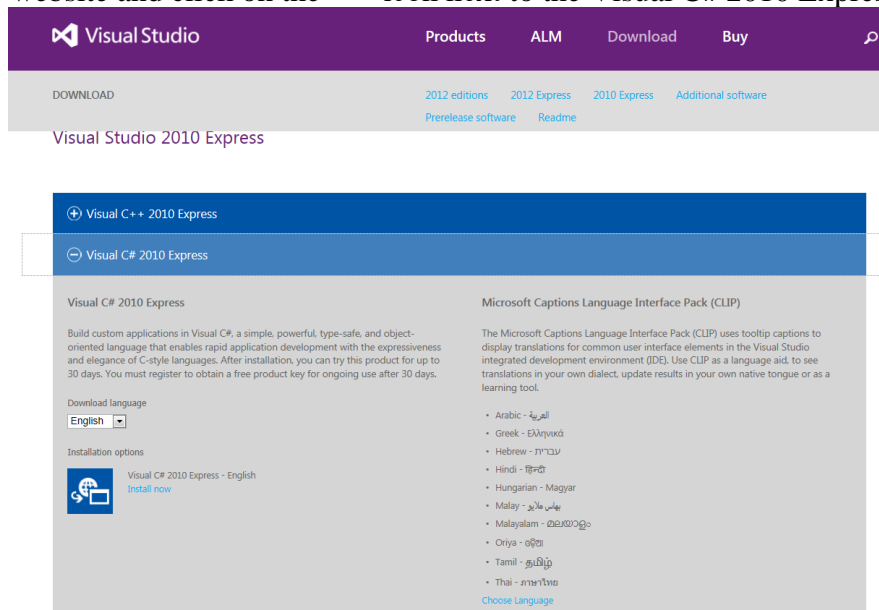 Visual Studio
Products ALM Download Buy
DOWNLOAD
2012 editions 2012 Express 2010 Express Additional software
Prerelease software Readme
Visual Studio 2010 Express
Visual C++ 2010 Express
Visual C# 2010 Express
Visual C# 2010 Express
Build custom applications in Visual C#, a simple, powerful, type-safe, and object-
oriented language that enables rapid application development with the expressiveness
and elegance of C-style languages. After installation, you can try this product for up to
30 days. You must register to obtain a free product key for ongoing use after 30 days.
Download language
English
Installation options
Visual C# 2010 Express - English
Install now
Microsoft Captions Language Interface Pack (CLIP)
The Microsoft Captions Language Interface Pack (CLIP) uses tooltip captions to
display translations for common user interface elements in the Visual Studio
integrated development environment (IDE). Use CLIP as a language aid, to see
translations in your own dialect, update results in your own native tongue or as a
learning tool.
• Arabic - العربية
• Greek - Ελληνικά
• Hebrew - עברית
• Hindi - हिन्दी
• Hungarian - Magyar
• Malay - بهاس ملايو
• Malayalam - മലയാളം
• Oriya - ଓଡ଼ିଆ
• Tamil - தமிழ்
• Thai - ภาษาไทย
Choose Language